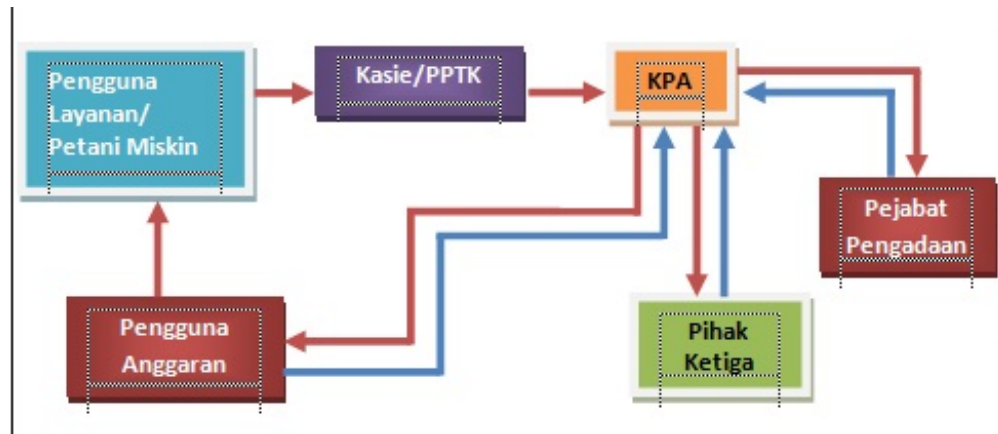 Pengguna
Layanan/
Petani Miskin
Kasie/PPTK
KPA
Pejabat
Pengadaan
Pengguna
Anggaran
Pihak
Ketiga